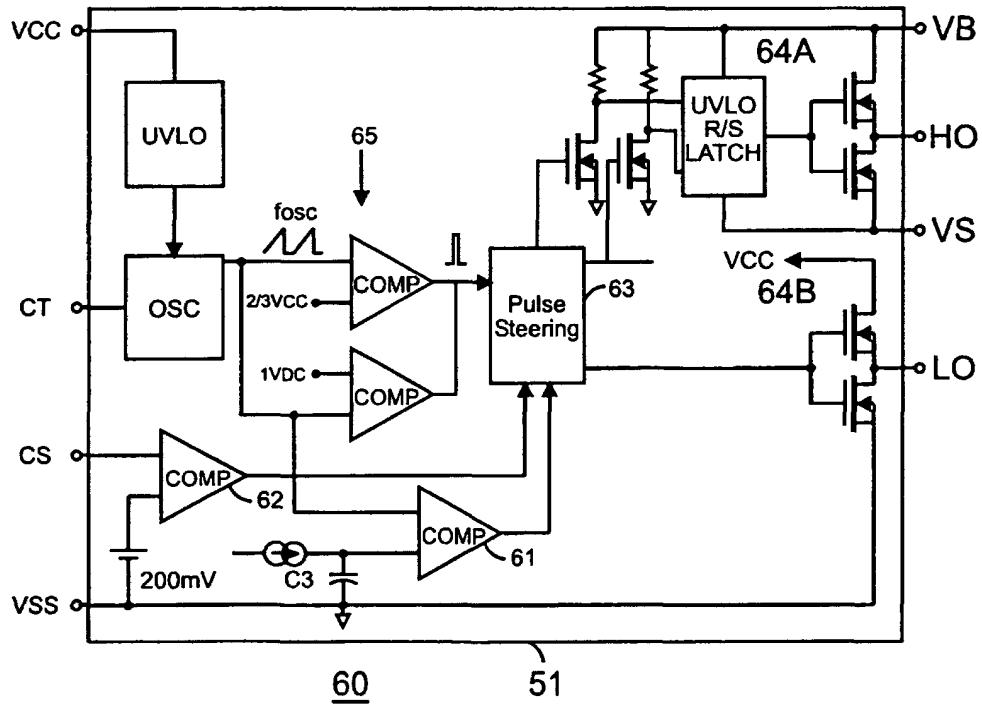 VCC
VB
64A
UVLO
UVLO
R/S
LATCH
65
HO
fosc
VS
COMP
VCC
CT
OSC
2/3VCC
Pulse
Steering
63
64B
1VDC
COMP
LO
CS
COMP
62
COMP
61
200mV
C3
VSS
60
51